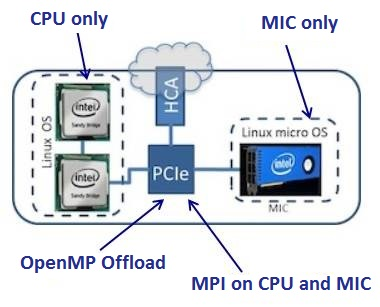 CPU only
MIC only
HCA
Linux OS
intel
Sandy Bridge
intel
Sandy Bridge
PCIe
Linux micro OS
intel
MIC
OpenMP Offload
MPI on CPU and MIC